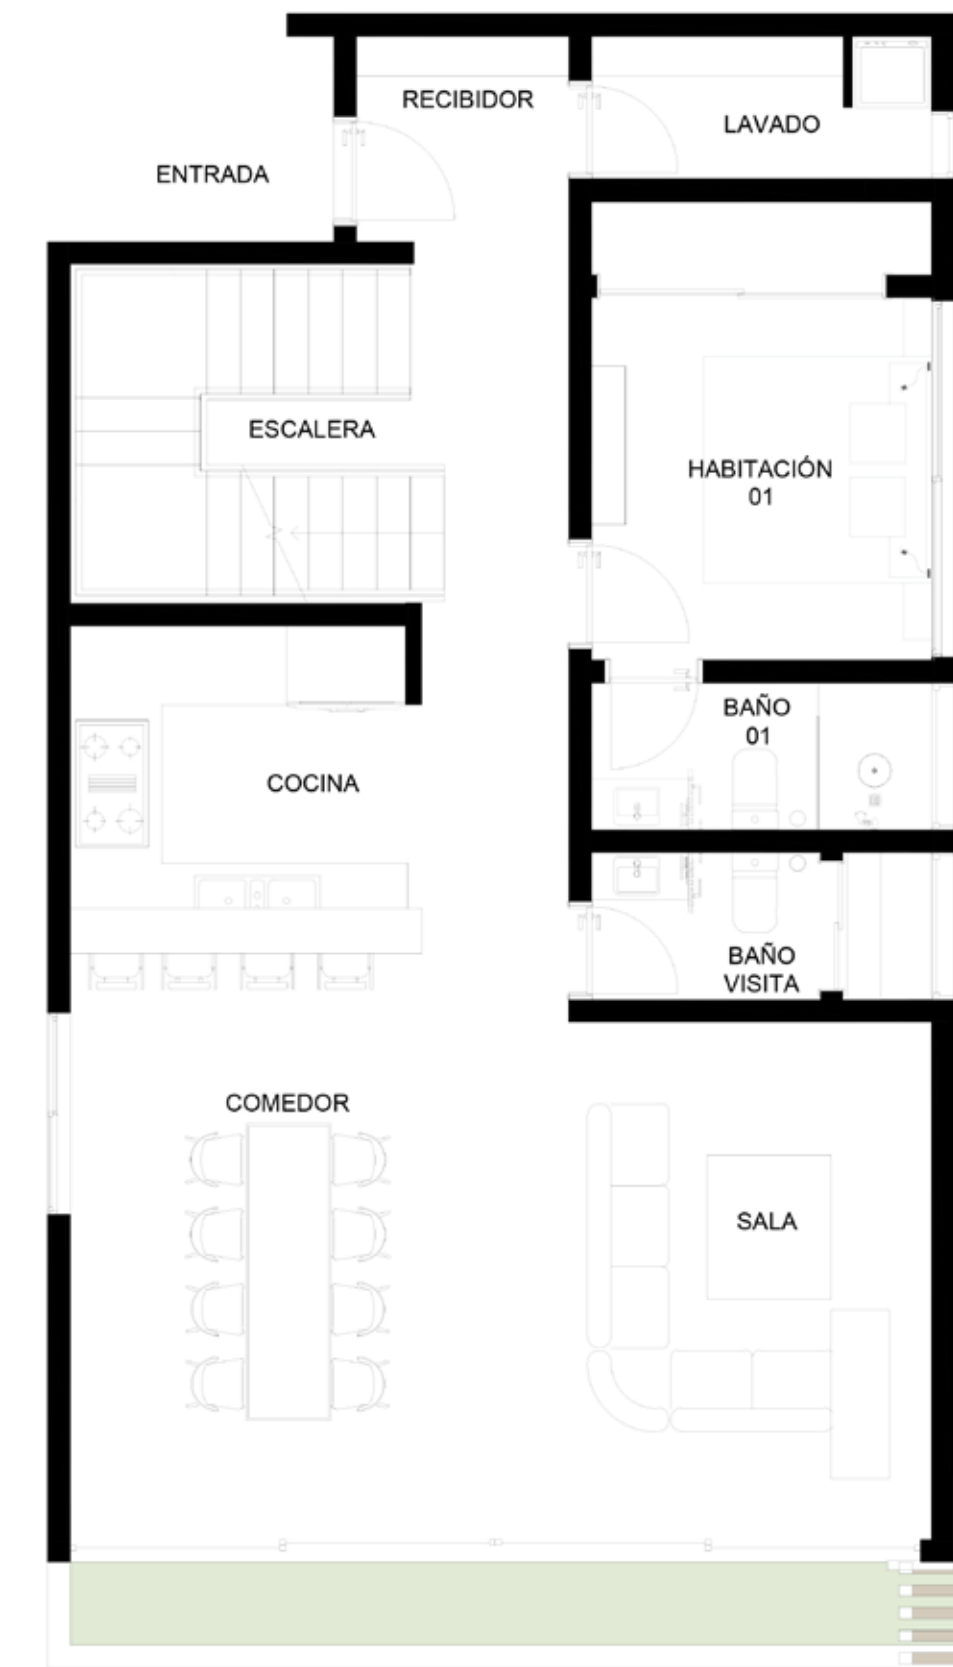 RECIBIDOR
LAVADO
ENTRADA
ESCALERA
HABITACIÓN
01
BAÑO
01
COCINA
BAÑO
VISITA
COMEDOR
SALA